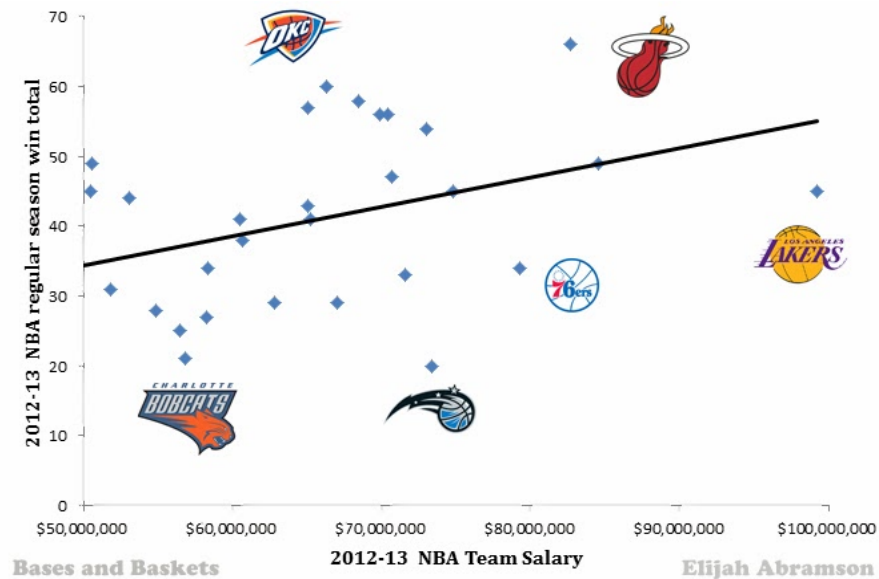 2012-13 NBA regular season win total
70
60
50
40
30
20
10
0
OKC
LOS ANGELES
LAKERS
76ers
CHARLOTTE
BOBCATS
$50,000,000 $60,000,000 $70,000,000 $80,000,000 $90,000,000 $100,000,000
2012-13 NBA Team Salary
Bases and Baskets
Elijah Abramson